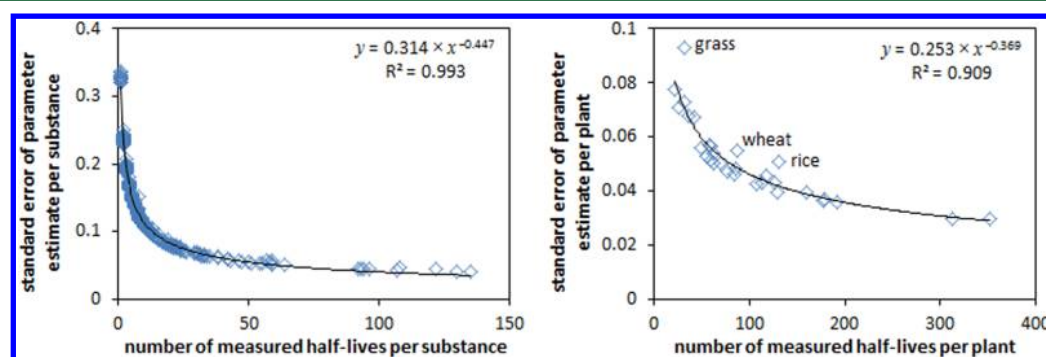 standard error of parameter
estimate per substance
0.4
0.3
0.2
0.1
0
y = 0.314 × x^−0.447
R² = 0.993
0 50 100 150
number of measured half-lives per substance
standard error of parameter
estimate per plant
0.1
0.08
0.06
0.04
0.02
0
grass
y = 0.253 × x^−0.369
R² = 0.909
wheat
rice
0 100 200 300 400
number of measured half-lives per plant